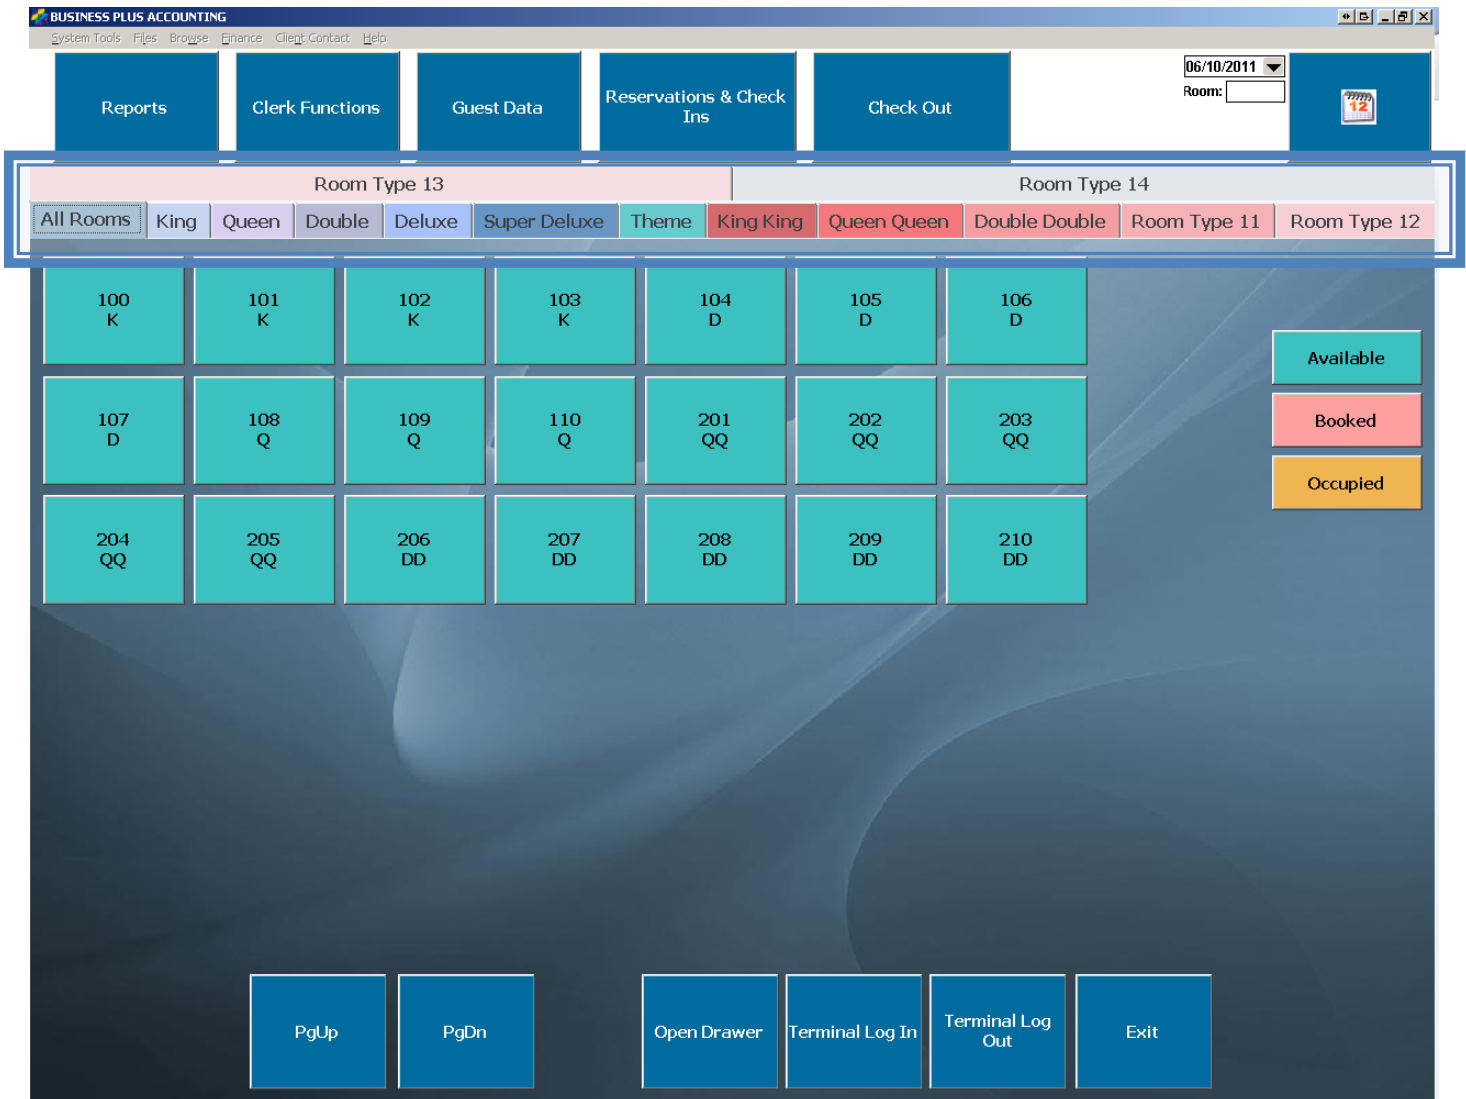 BUSINESS PLUS ACCOUNTING
System Tools Files Browse Finance Client Contact Help
Reports
Clerk Functions
Guest Data
Reservations & Check
Ins
Check Out
06/10/2011
Room:
12
Room Type 13
Room Type 14
All Rooms King Queen Double Deluxe Super Deluxe Theme King King Queen Queen Double Double Room Type 11 Room Type 12
100
K
101
K
102
K
103
K
104
D
105
D
106
D
107
D
108
Q
109
Q
110
Q
201
QQ
202
QQ
203
QQ
204
QQ
205
QQ
206
DD
207
DD
208
DD
209
DD
210
DD
Available
Booked
Occupied
PgUp
PgDn
Open Drawer
Terminal Log In
Terminal Log
Out
Exit